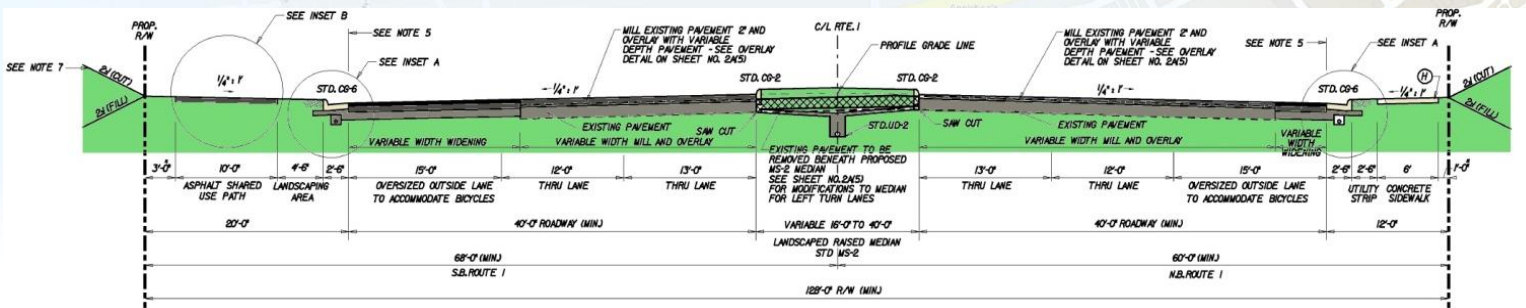 PROP.
R/W
SEE INSET B
SEE NOTE 5
SEE NOTE 7
SEE INSET A
2:1 (CUT)
2:1 (FILL)
1/4" : 1'
STD. CG-6
1/4" : 1'
MILL EXISTING PAVEMENT 2" AND
OVERLAY WITH VARIABLE
DEPTH PAVEMENT - SEE OVERLAY
DETAIL ON SHEET NO. 2A(5)
C/L RTE. 1
PROFILE GRADE LINE
STD. CG-2
STD. CG-2
MILL EXISTING PAVEMENT 2" AND
OVERLAY WITH VARIABLE
DEPTH PAVEMENT - SEE OVERLAY
DETAIL ON SHEET NO. 2A(5)
PROP.
R/W
SEE NOTE 5
SEE INSET A
1/4" : 1'
STD. CG-6
H
1/4" : 1'
2:1 (CUT)
2:1 (FILL)
EXISTING PAVEMENT
SAW CUT
STD. UD-2
SAW CUT
EXISTING PAVEMENT
VARIABLE WIDTH WIDENING
VARIABLE WIDTH MILL AND OVERLAY
EXISTING PAVEMENT TO BE
REMOVED BENEATH PROPOSED
MS-2 MEDIAN
SEE SHEET NO. 2A(5)
FOR MODIFICATIONS TO MEDIAN
FOR LEFT TURN LANES
VARIABLE WIDTH MILL AND OVERLAY
VARIABLE
WIDTH
WIDENING
3'-0"
10'-0"
ASPHALT SHARED
USE PATH
4'-6"
LANDSCAPING
AREA
2'-6"
15'-0"
OVERSIZED OUTSIDE LANE
TO ACCOMMODATE BICYCLES
12'-0"
THRU LANE
13'-0"
THRU LANE
13'-0"
THRU LANE
12'-0"
THRU LANE
15'-0"
OVERSIZED OUTSIDE LANE
TO ACCOMMODATE BICYCLES
2'-6"
2'-6"
UTILITY
STRIP
6'
CONCRETE
SIDEWALK
1'-0"
20'-0"
40'-0" ROADWAY (MIN.)
VARIABLE 16'-0" TO 40'-0"
LANDSCAPED RAISED MEDIAN
STD MS-2
40'-0" ROADWAY (MIN.)
12'-0"
68'-0" (MIN.)
S.B. ROUTE 1
60'-0" (MIN.)
N.B. ROUTE 1
128'-0" R/W (MIN.)